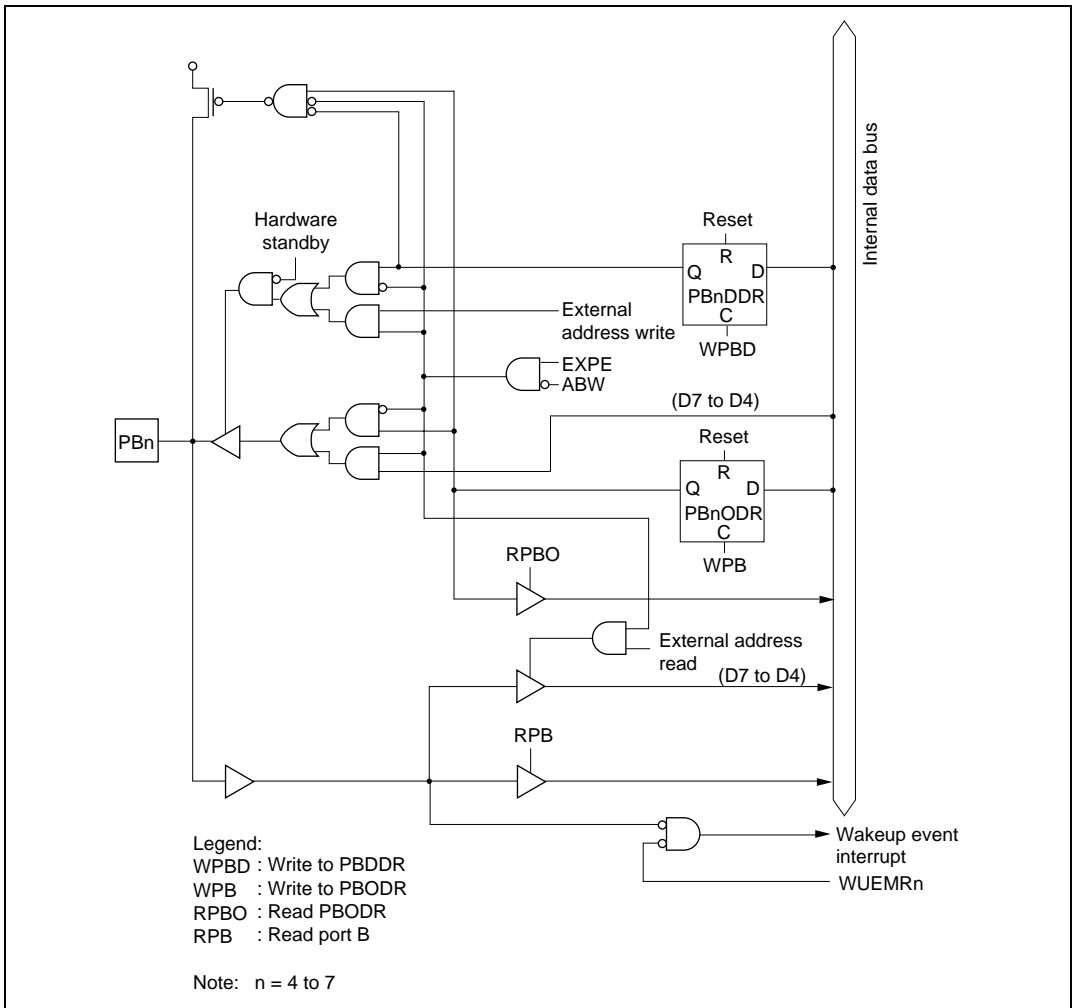 Internal data bus
Hardware
standby
Reset
R
Q D
PBnDDR
C
WPBD
External
address write
EXPE
ABW
(D7 to D4)
PBn
Reset
R
Q D
PBnODR
C
WPB
RPBO
External address
read
(D7 to D4)
RPB
Wakeup event
interrupt
WUEMRn
Legend:
WPBD : Write to PBDDR
WPB : Write to PBODR
RPBO : Read PBODR
RPB : Read port B
Note: n = 4 to 7